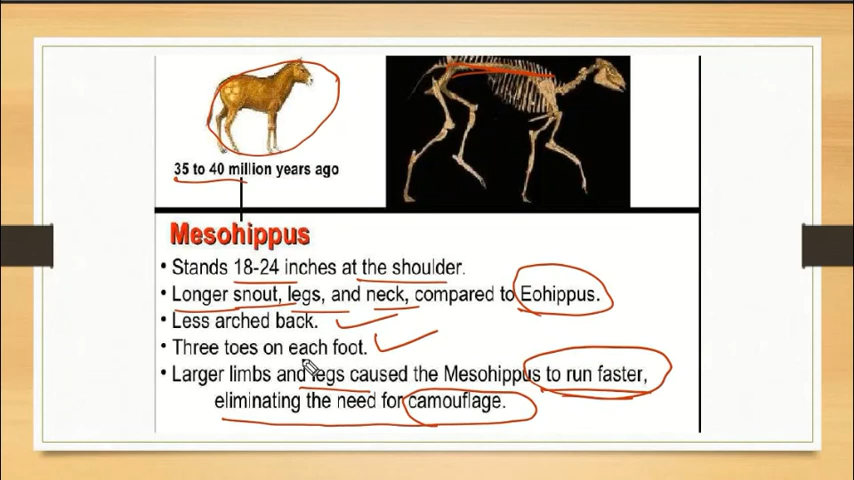 35 to 40 million years ago
Mesohippus
• Stands 18-24 inches at the shoulder.
• Longer snout, legs, and neck, compared to Eohippus.
• Less arched back.
• Three toes on each foot.
• Larger limbs and legs caused the Mesohippus to run faster,
eliminating the need for camouflage.